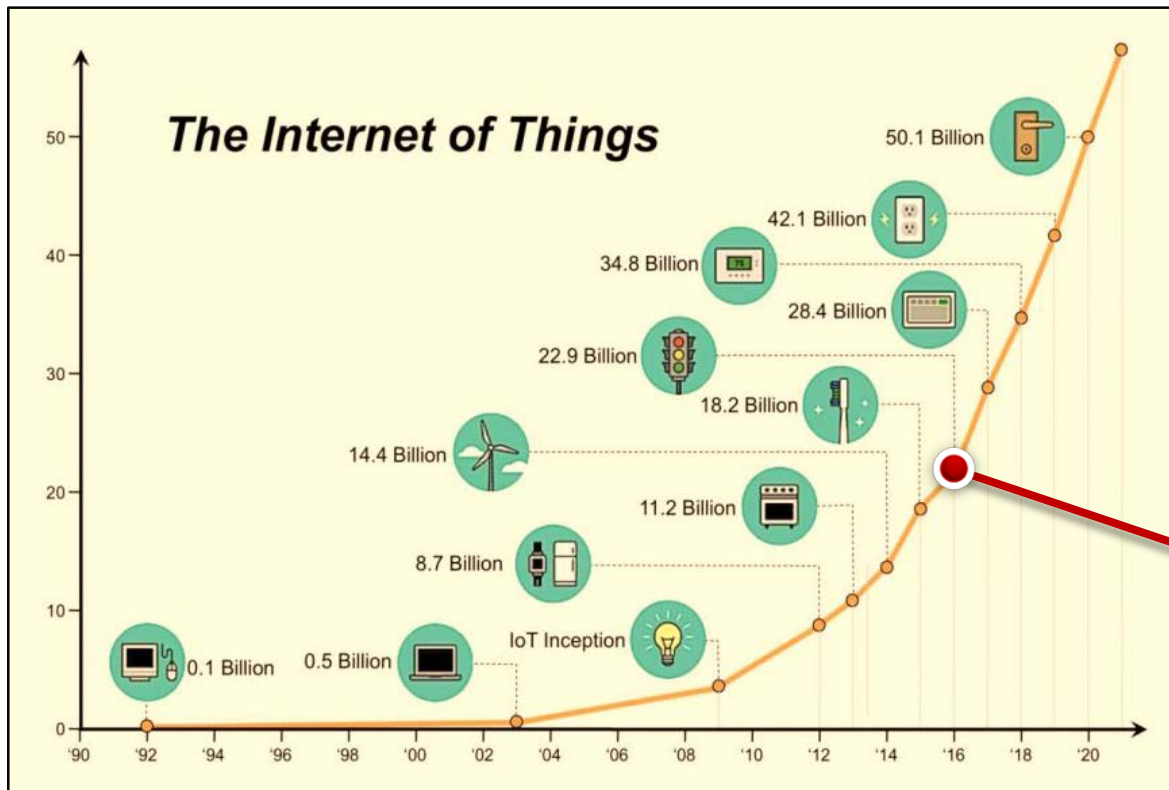 The Internet of Things
50
50.1 Billion
42.1 Billion
40
34.8 Billion
75
28.4 Billion
30
22.9 Billion
18.2 Billion
14.4 Billion
20
11.2 Billion
8.7 Billion
10
IoT Inception
0.5 Billion
0.1 Billion
0
'90 '92 '94 '96 '98 '00 '02 '04 '06 '08 '10 '12 '14 '16 '18 '20